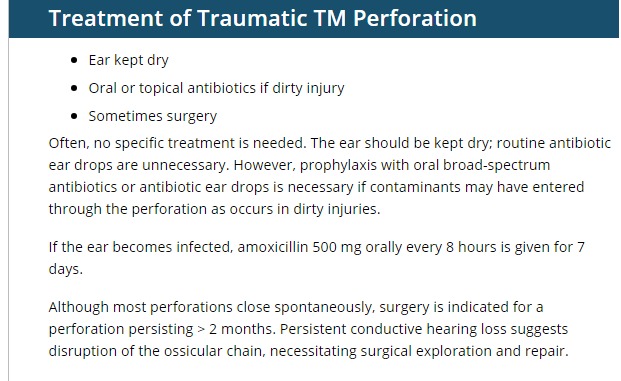 Treatment of Traumatic TM Perforation
• Ear kept dry
• Oral or topical antibiotics if dirty injury
• Sometimes surgery
Often, no specific treatment is needed. The ear should be kept dry; routine antibiotic
ear drops are unnecessary. However, prophylaxis with oral broad-spectrum
antibiotics or antibiotic ear drops is necessary if contaminants may have entered
through the perforation as occurs in dirty injuries.
If the ear becomes infected, amoxicillin 500 mg orally every 8 hours is given for 7
days.
Although most perforations close spontaneously, surgery is indicated for a
perforation persisting > 2 months. Persistent conductive hearing loss suggests
disruption of the ossicular chain, necessitating surgical exploration and repair.